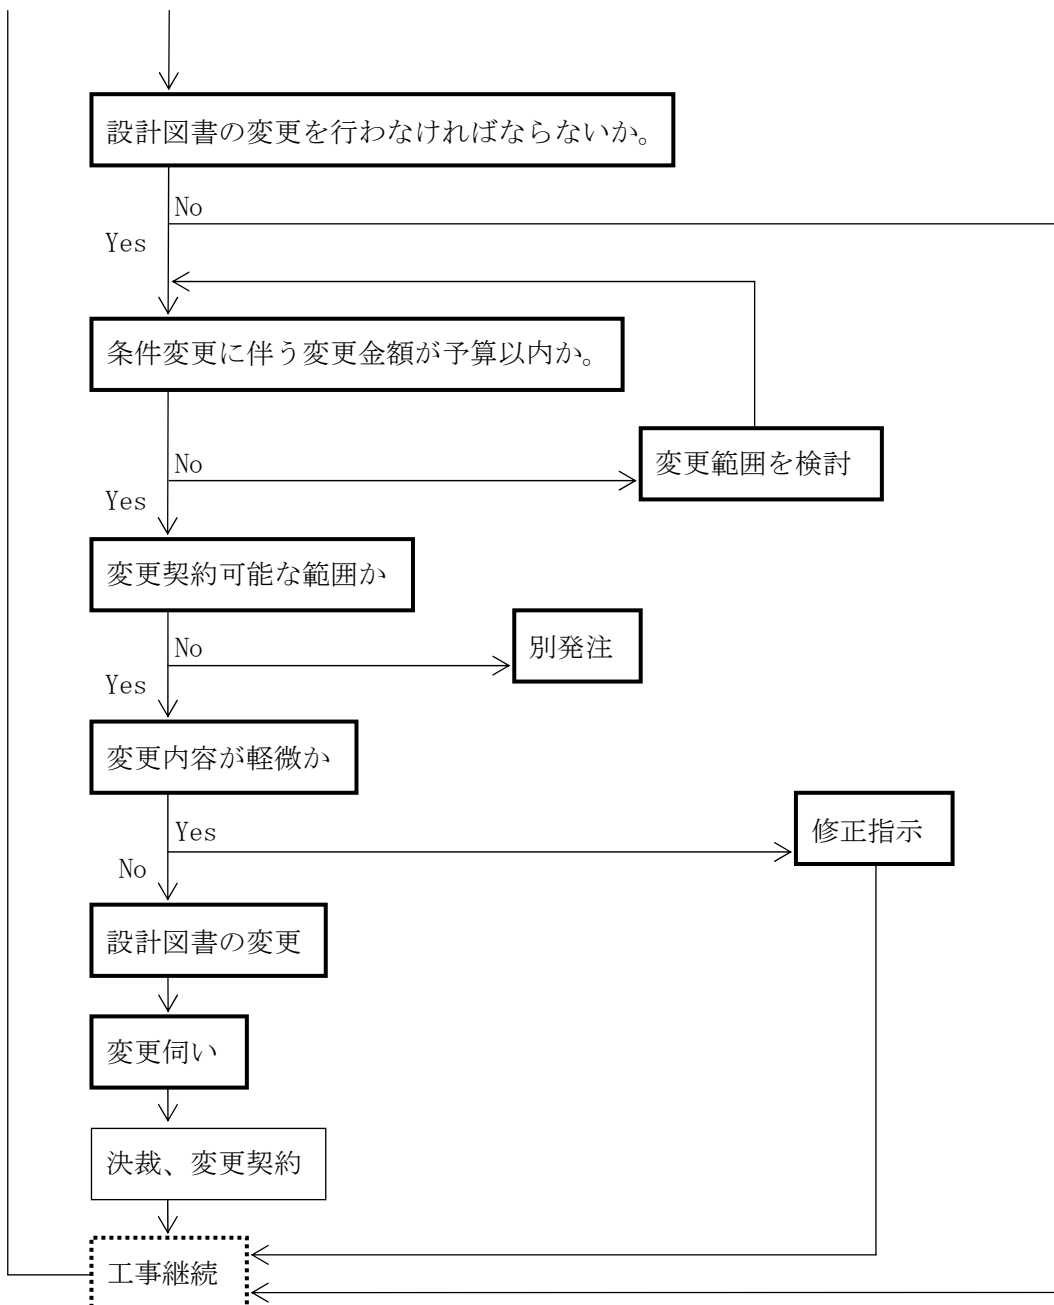 設計図書の変更を行わなければならないか。
No
Yes
条件変更に伴う変更金額が予算以内か。
変更範囲を検討
No
Yes
変更契約可能な範囲か
別発注
No
Yes
変更内容が軽微か
修正指示
Yes
No
設計図書の変更
変更伺い
決裁、変更契約
工事継続